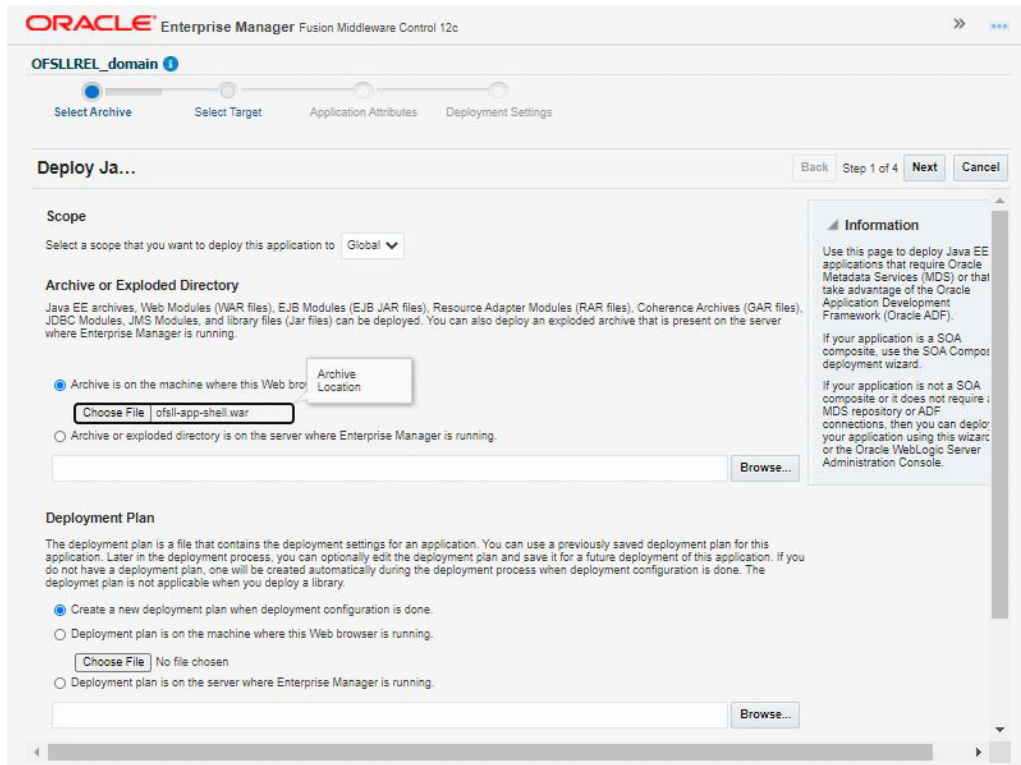 ORACLE Enterprise Manager Fusion Middleware Control 12c
OFSLLREL_domain
Select Archive Select Target Application Attributes Deployment Settings
Deploy Ja...
Back Step 1 of 4 Next Cancel
Scope
Select a scope that you want to deploy this application to Global
Archive or Exploded Directory
Java EE archives, Web Modules (WAR files), EJB Modules (EJB JAR files), Resource Adapter Modules (RAR files), Coherence Archives (GAR files),
JDBC Modules, JMS Modules, and library files (Jar files) can be deployed. You can also deploy an exploded archive that is present on the server
where Enterprise Manager is running.
Archive is on the machine where this Web
Archive
Location
Choose File ofsll-app-shell.war
Archive or exploded directory is on the server where Enterprise Manager is running.
Browse...
Deployment Plan
The deployment plan is a file that contains the deployment settings for an application. You can use a previously saved deployment plan for this
application. Later in the deployment process, you can optionally edit the deployment plan and save it for a future deployment of this application. If you
do not have a deployment plan, one will be created automatically during the deployment process when deployment configuration is done. The
deploymet plan is not applicable when you deploy a library.
Create a new deployment plan when deployment configuration is done.
Deployment plan is on the machine where this Web browser is running.
Choose File No file chosen
Deployment plan is on the server where Enterprise Manager is running.
Browse...
Information
Use this page to deploy Java EE
applications that require Oracle
Metadata Services (MDS) or that
take advantage of the Oracle
Application Development
Framework (Oracle ADF).
If your application is a SOA
composite, use the SOA Compos
deployment wizard.
If your application is not a SOA
composite or it does not require
MDS repository or ADF
connections, then you can deploy
your application using this wizard
or the Oracle WebLogic Server
Administration Console.